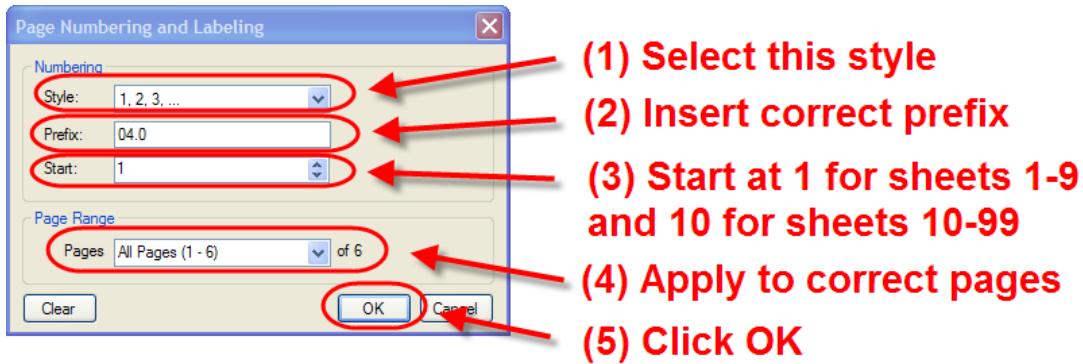 Page Numbering and Labeling
Numbering
Style: 1, 2, 3, ...
Prefix: 04.0
Start: 1
Page Range
Pages All Pages (1 - 6) of 6
Clear OK Cancel
(1) Select this style
(2) Insert correct prefix
(3) Start at 1 for sheets 1-9
and 10 for sheets 10-99
(4) Apply to correct pages
(5) Click OK